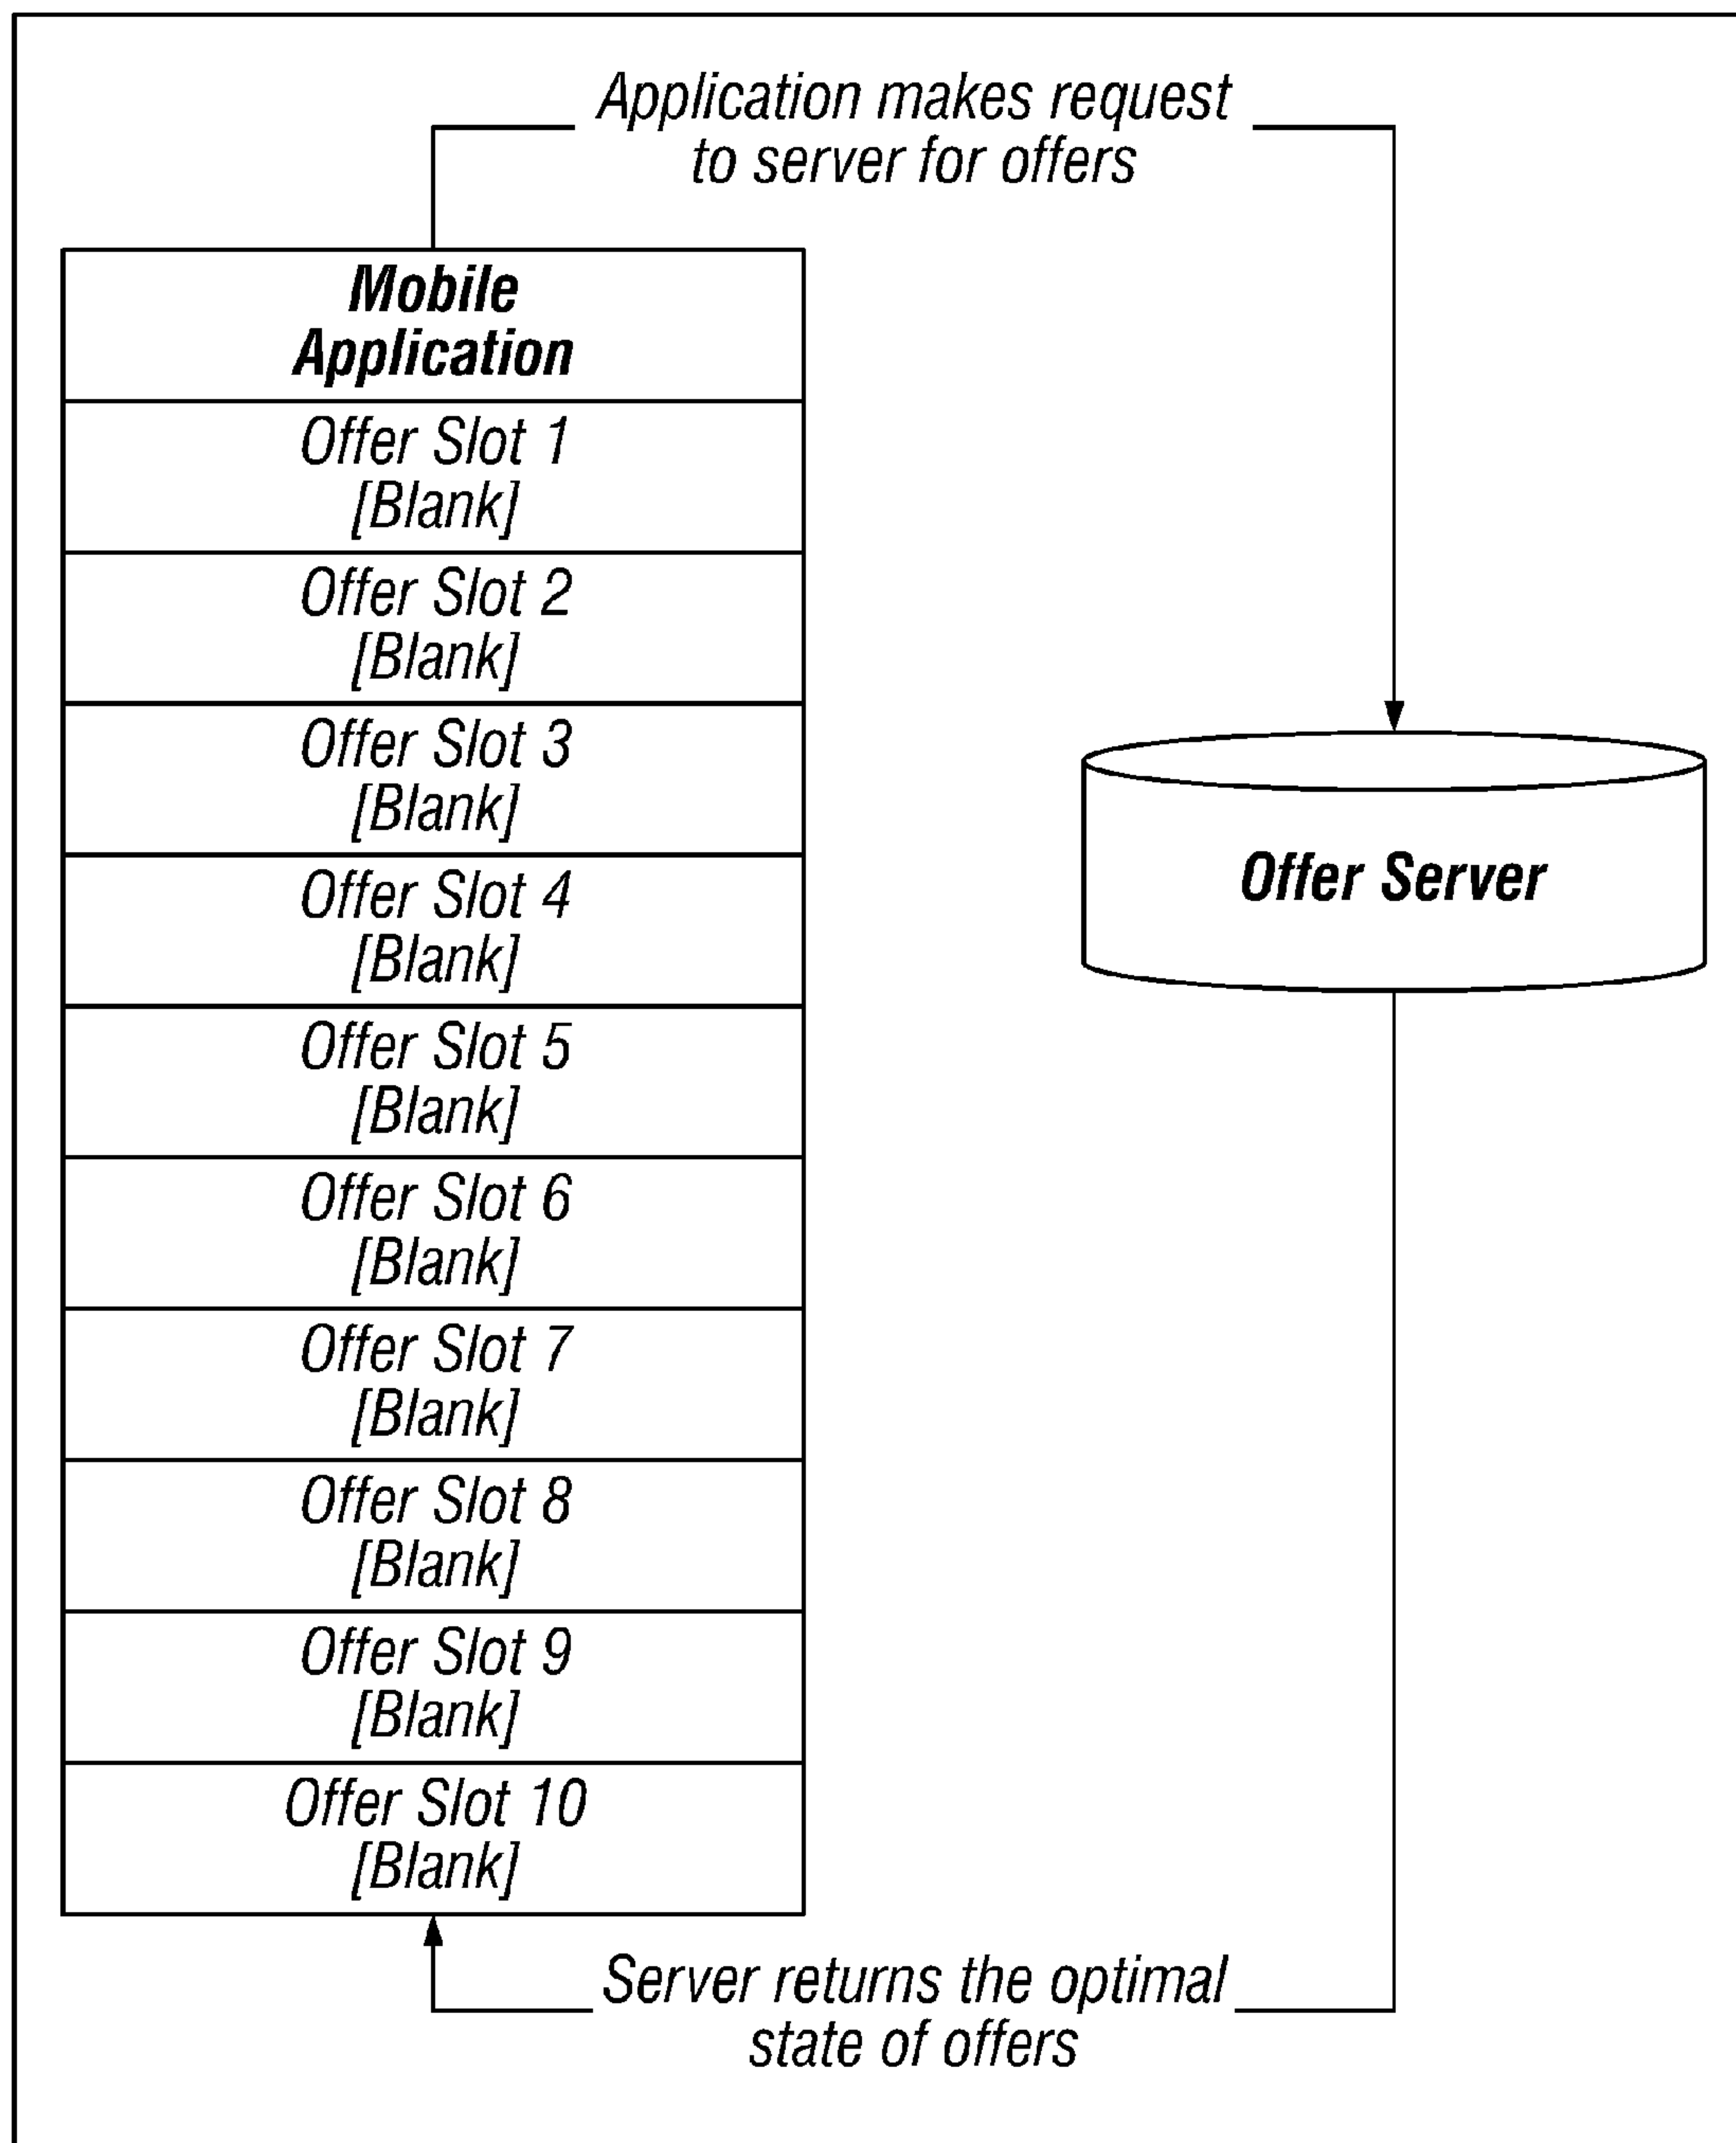 Application makes request
to server for offers
Mobile
Application
Offer Slot 1
[Blank]
Offer Slot 2
[Blank]
Offer Slot 3
[Blank]
Offer Slot 4
[Blank]
Offer Slot 5
[Blank]
Offer Slot 6
[Blank]
Offer Slot 7
[Blank]
Offer Slot 8
[Blank]
Offer Slot 9
[Blank]
Offer Slot 10
[Blank]
Offer Server
Server returns the optimal
state of offers